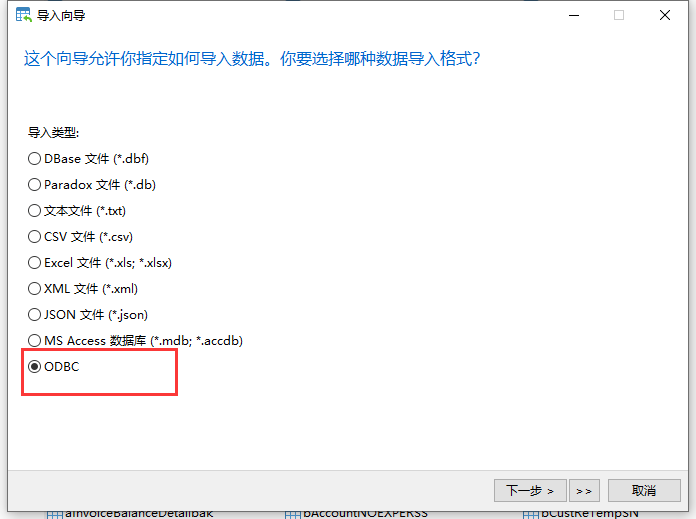 导入向导
这个向导允许你指定如何导入数据。你要选择哪种数据导入格式?
导入类型:
DBase 文件 (*.dbf)
Paradox 文件 (*.db)
文本文件 (*.txt)
CSV 文件 (*.csv)
Excel 文件 (*.xls; *.xlsx)
XML 文件 (*.xml)
JSON 文件 (*.json)
MS Access 数据库 (*.mdb; *.accdb)
ODBC
下一步 > >> 取消
aInvoiceBalanceDetailbak bAccountNOEXPERSS bCustReTempSN